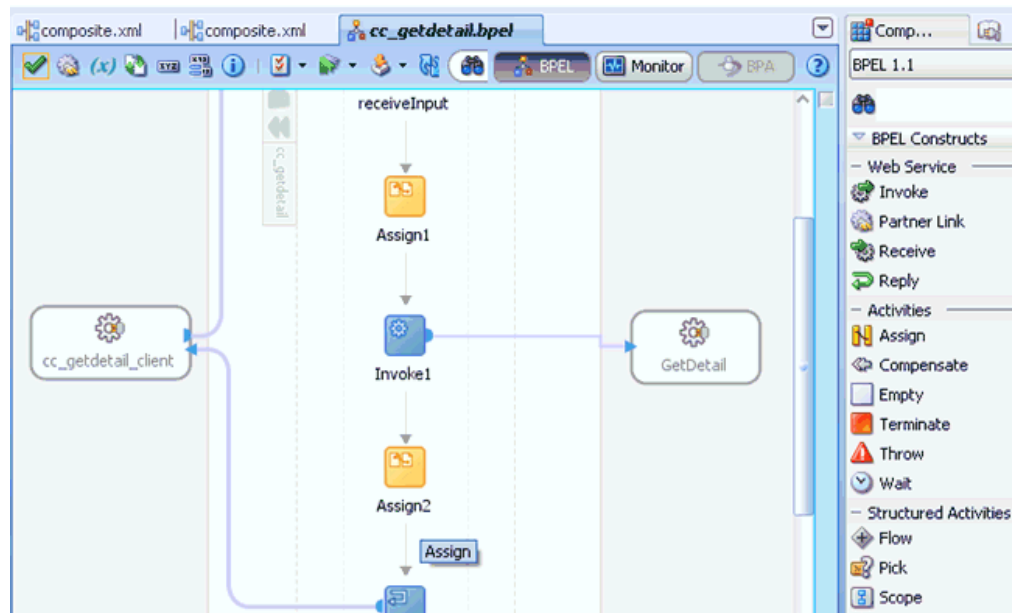 composite.xml
composite.xml
cc_getdetail.bpel
BPEL
Monitor
BPA
receiveInput
cc_getdetail
Assign1
cc_getdetail_client
Invoke1
GetDetail
Assign2
Assign
Comp...
BPEL 1.1
BPEL Constructs
Web Service
Invoke
Partner Link
Receive
Reply
Activities
Assign
Compensate
Empty
Terminate
Throw
Wait
Structured Activities
Flow
Pick
Scope